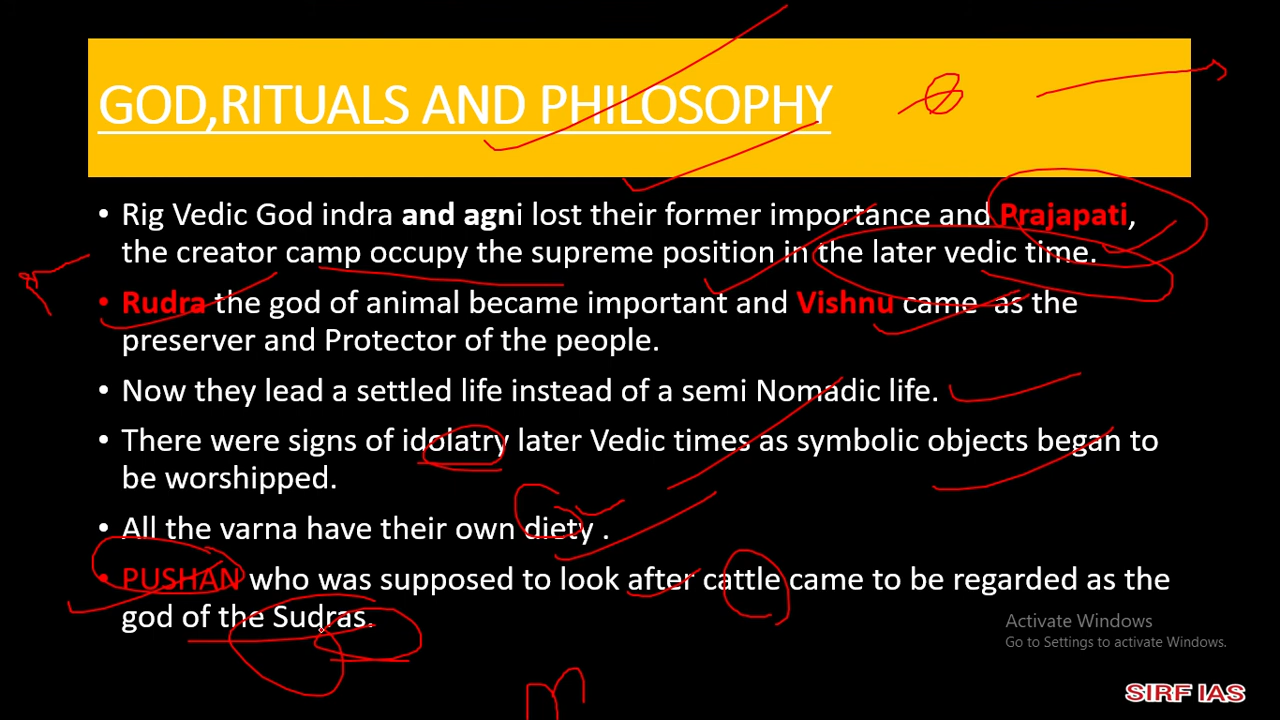 GOD,RITUALS AND PHILOSOPHY
• Rig Vedic God indra and agni lost their former importance and Prajapati,
the creator camp occupy the supreme position in the later vedic time.
• Rudra the god of animal became important and Vishnu came as the
preserver and Protector of the people.
• Now they lead a settled life instead of a semi Nomadic life.
• There were signs of idolatry later Vedic times as symbolic objects began to
be worshipped.
• All the varna have their own diety .
• PUSHAN who was supposed to look after cattle came to be regarded as the
god of the Sudras.
Activate Windows
Go to Settings to activate Windows.
SIRF IAS